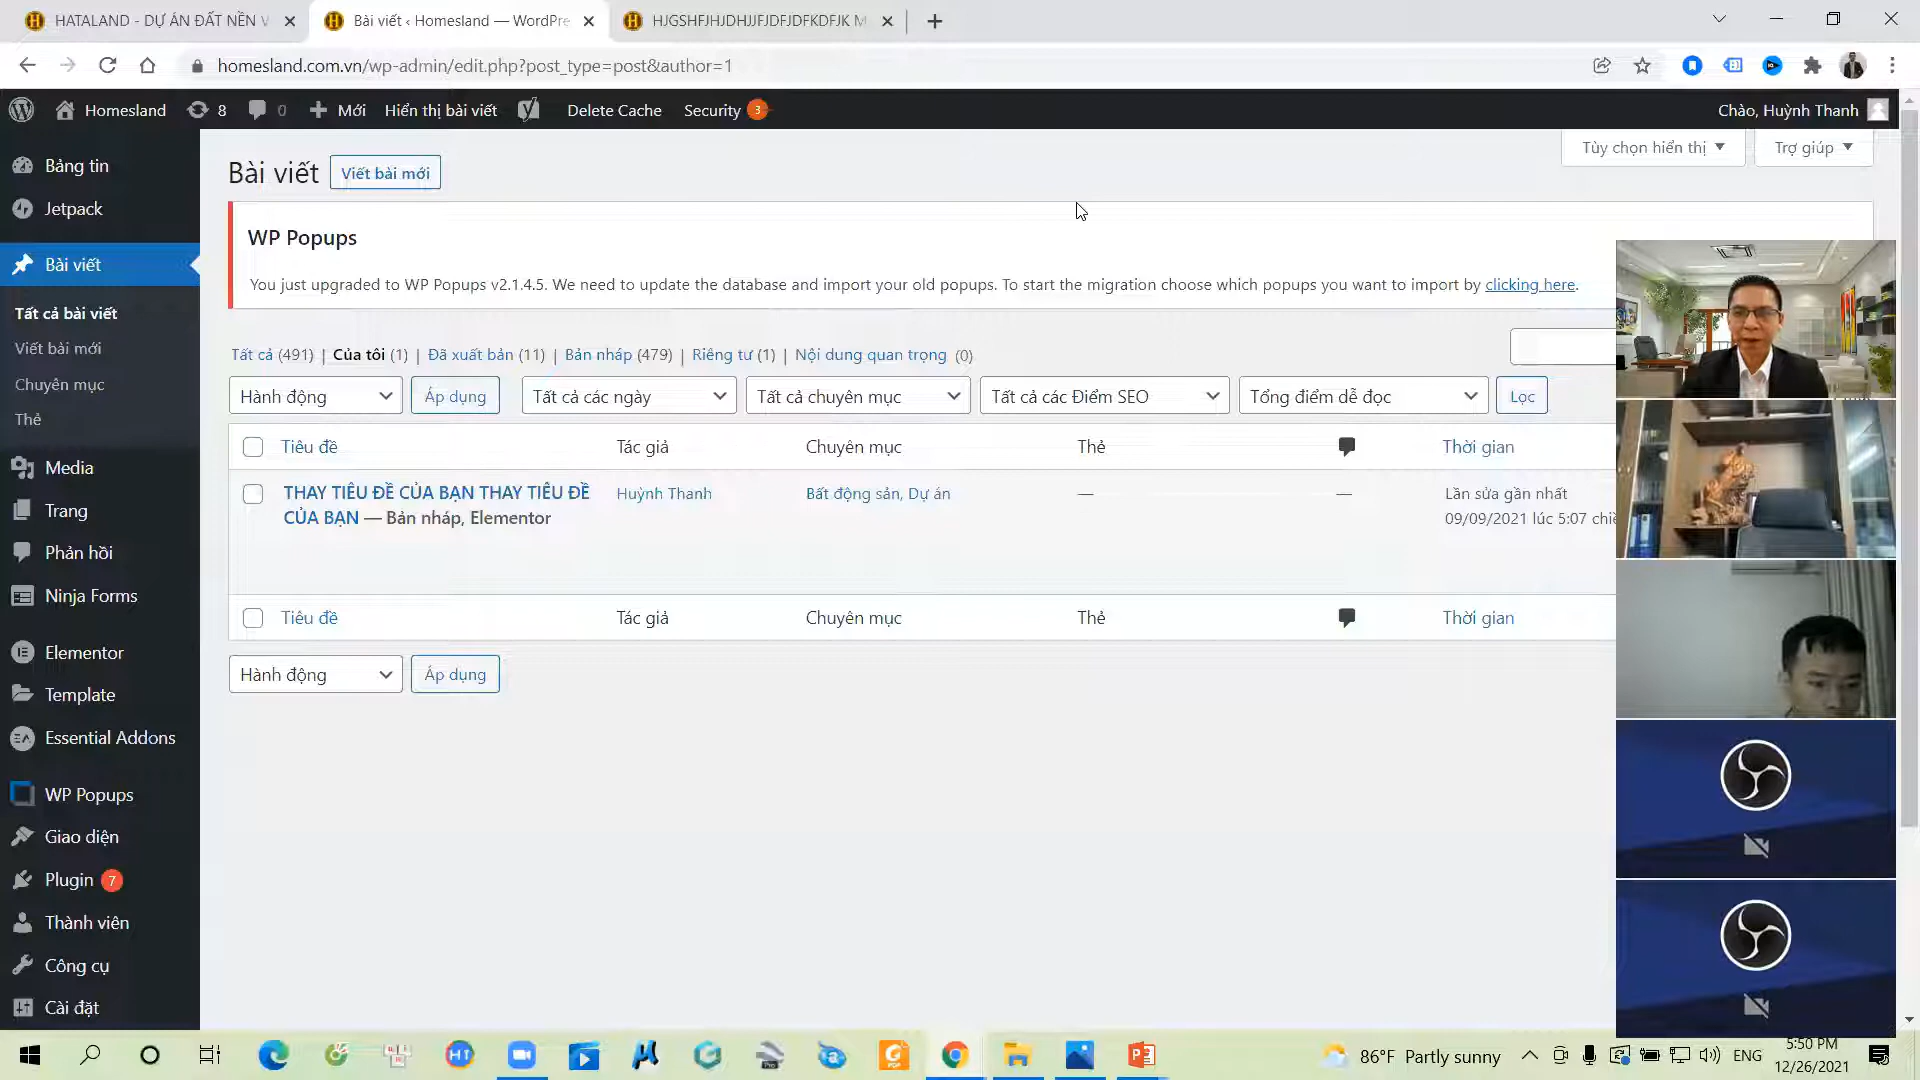 HATALAND - DỰ ÁN ĐẤT NỀN V
Bài viết ‹ Homesland — WordPre
HJGSHFJHJDHJJFJDFJDFKDFJK M
homesland.com.vn/wp-admin/edit.php?post_type=post&author=1
Homesland 8 0 Mới Hiển thị bài viết Delete Cache Security 3
Chào, Huỳnh Thanh
Tùy chọn hiển thị
Trợ giúp
Bảng tin
Jetpack
Bài viết
Tất cả bài viết
Viết bài mới
Chuyên mục
Thẻ
Media
Trang
Phản hồi
Ninja Forms
Elementor
Template
Essential Addons
WP Popups
Giao diện
Plugin 7
Thành viên
Công cụ
Cài đặt
Bài viết Viết bài mới
WP Popups
You just upgraded to WP Popups v2.1.4.5. We need to update the database and import your old popups. To start the migration choose which popups you want to import by clicking here.
Tất cả (491) | Của tôi (1) | Đã xuất bản (11) | Bản nháp (479) | Riêng tư (1) | Nội dung quan trọng (0)
Hành động Áp dụng Tất cả các ngày Tất cả chuyên mục Tất cả các Điểm SEO Tổng điểm dễ đọc Lọc
Tiêu đề Tác giả Chuyên mục Thẻ Thời gian
THAY TIÊU ĐỀ CỦA BẠN THAY TIÊU ĐỀ
CỦA BẠN — Bản nháp, Elementor
Huỳnh Thanh
Bất động sản, Dự án
—
—
Lần sửa gần nhất
09/09/2021 lúc 5:07 chiề
Tiêu đề Tác giả Chuyên mục Thẻ Thời gian
Hành động Áp dụng
86°F Partly sunny
ENG
5:50 PM
12/26/2021